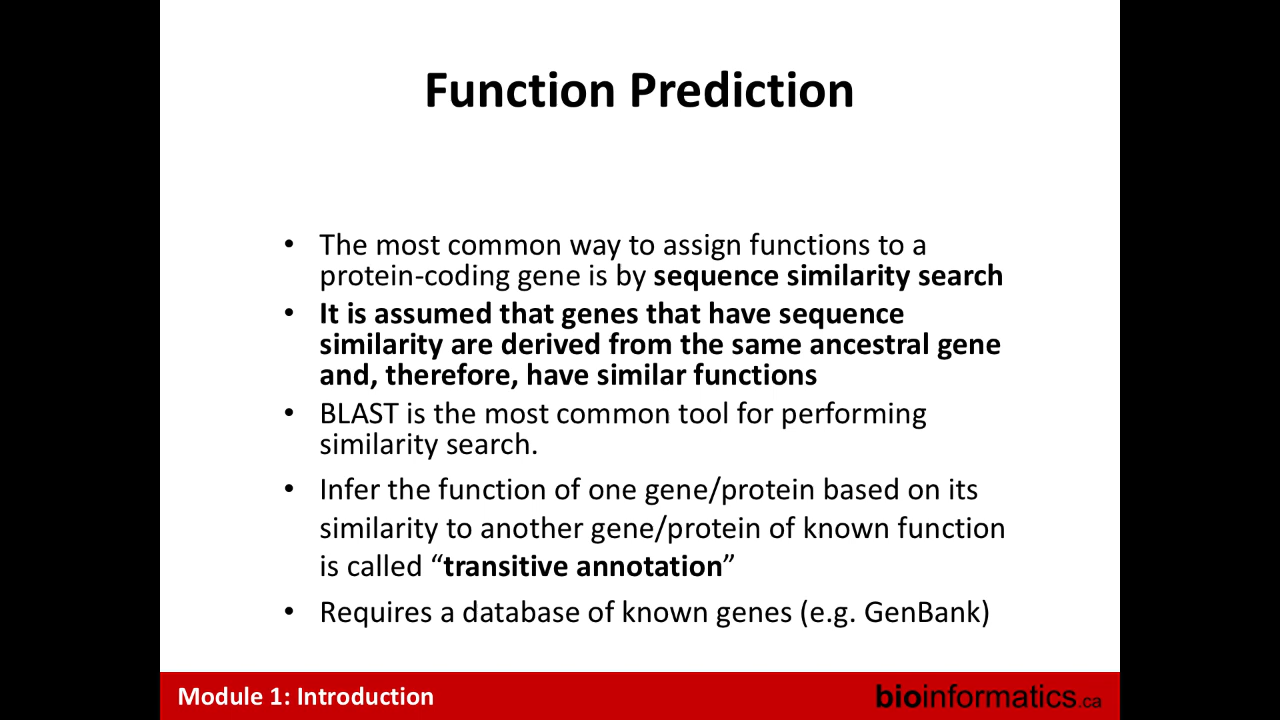 Function Prediction
• The most common way to assign functions to a
protein-coding gene is by sequence similarity search
• It is assumed that genes that have sequence
similarity are derived from the same ancestral gene
and, therefore, have similar functions
• BLAST is the most common tool for performing
similarity search.
• Infer the function of one gene/protein based on its
similarity to another gene/protein of known function
is called “transitive annotation”
• Requires a database of known genes (e.g. GenBank)
Module 1: Introduction
bioinformatics.ca